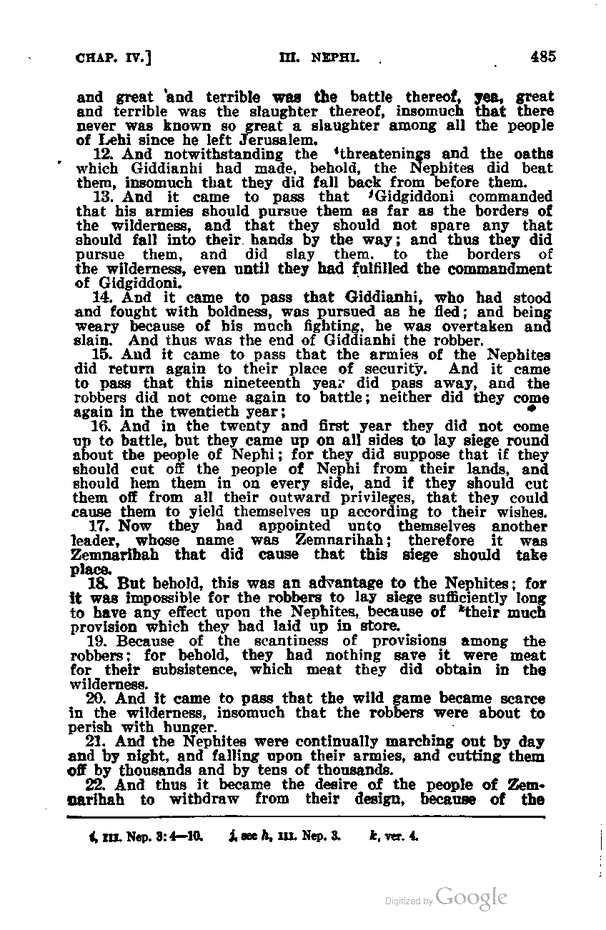 CHAP. IV.] III. NEPHI. 485
and great and terrible was the battle thereof, yea, great
and terrible was the slaughter thereof, insomuch that there
never was known so great a slaughter among all the people
of Lehi since he left Jerusalem.
12. And notwithstanding the ⁱthreatenings and the oaths
which Giddianhi had made, behold, the Nephites did beat
them, insomuch that they did fall back from before them.
13. And it came to pass that ʲGidgiddoni commanded
that his armies should pursue them as far as the borders of
the wilderness, and that they should not spare any that
should fall into their hands by the way; and thus they did
pursue them, and did slay them, to the borders of
the wilderness, even until they had fulfilled the commandment
of Gidgiddoni.
14. And it came to pass that Giddianhi, who had stood
and fought with boldness, was pursued as he fled; and being
weary because of his much fighting, he was overtaken and
slain. And thus was the end of Giddianhi the robber.
15. And it came to pass that the armies of the Nephites
did return again to their place of security. And it came
to pass that this nineteenth year did pass away, and the
robbers did not come again to battle; neither did they come
again in the twentieth year;
16. And in the twenty and first year they did not come
up to battle, but they came up on all sides to lay siege round
about the people of Nephi; for they did suppose that if they
should cut off the people of Nephi from their lands, and
should hem them in on every side, and if they should cut
them off from all their outward privileges, that they could
cause them to yield themselves up according to their wishes.
17. Now they had appointed unto themselves another
leader, whose name was Zemnarihah; therefore it was
Zemnarihah that did cause that this siege should take
place.
18. But behold, this was an advantage to the Nephites; for
it was impossible for the robbers to lay siege sufficiently long
to have any effect upon the Nephites, because of ᵏtheir much
provision which they had laid up in store.
19. Because of the scantiness of provisions among the
robbers; for behold, they had nothing save it were meat
for their subsistence, which meat they did obtain in the
wilderness.
20. And it came to pass that the wild game became scarce
in the wilderness, insomuch that the robbers were about to
perish with hunger.
21. And the Nephites were continually marching out by day
and by night, and falling upon their armies, and cutting them
off by thousands and by tens of thousands.
22. And thus it became the desire of the people of Zem-
narihah to withdraw from their design, because of the
i, III. Nep. 3:4—10. j, see h, III. Nep. 3. k, ver. 4.
Digitized by Google